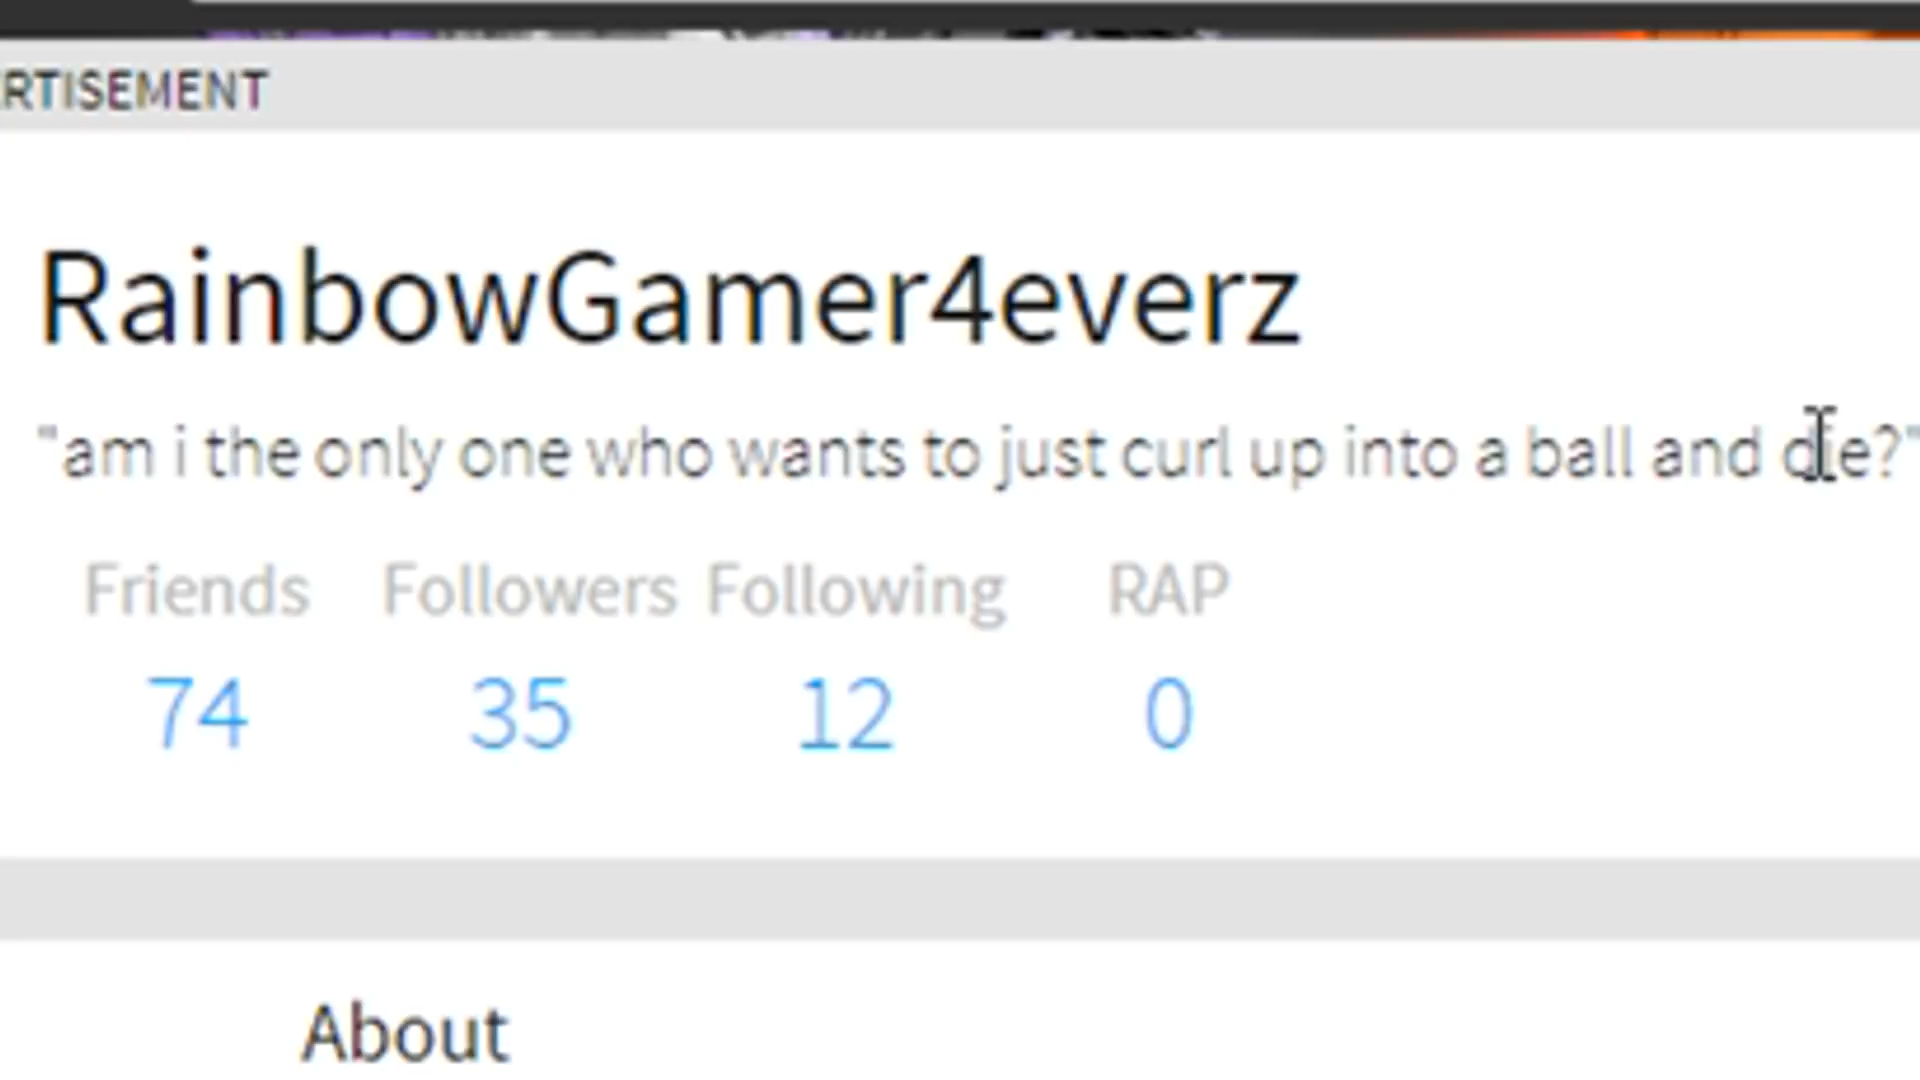 RTISEMENT
RainbowGamer4everz
"am i the only one who wants to just curl up into a ball and die?"
Friends Followers Following RAP
74 35 12 0
About